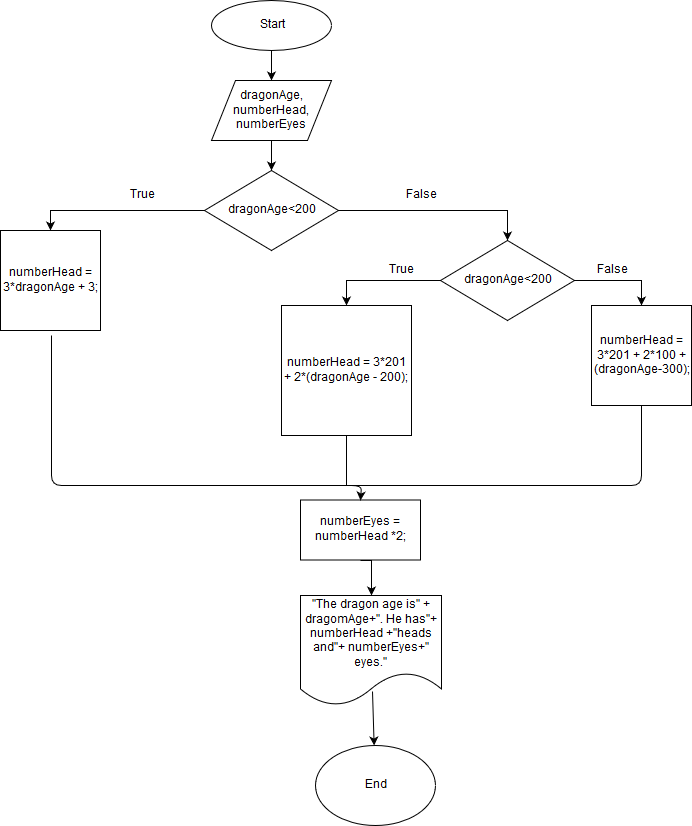 Start
dragonAge,
numberHead,
numberEyes
True
False
dragonAge<200
True
False
dragonAge<200
numberHead =
3*dragonAge + 3;
numberHead = 3*201
+ 2*(dragonAge - 200);
numberHead =
3*201 + 2*100 +
(dragonAge-300);
numberEyes =
numberHead *2;
"The dragon age is" +
dragomAge+". He has"+
numberHead +"heads
and"+ numberEyes+"
eyes."
End